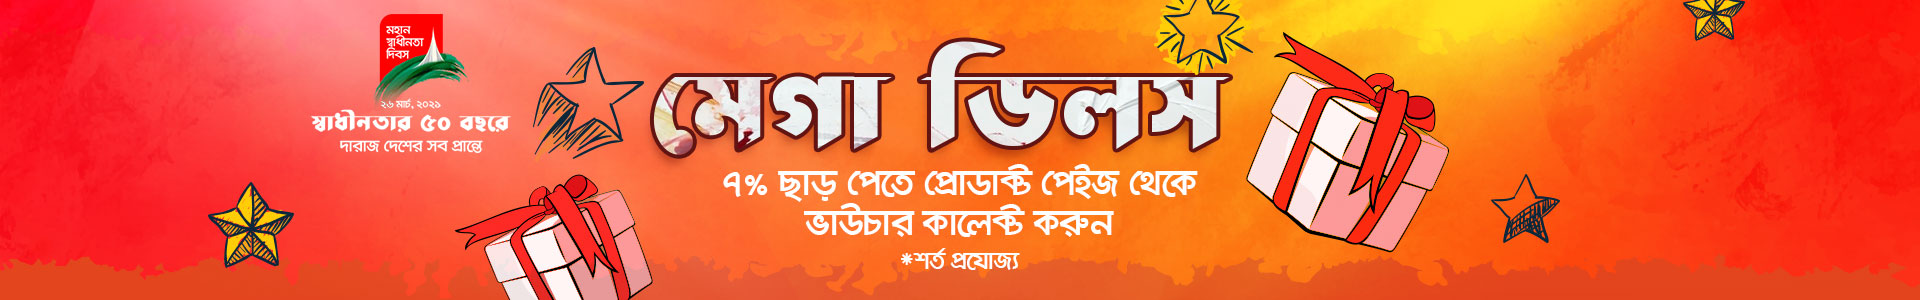 মহান
স্বাধীনতা
দিবস
২৬ মার্চ, ২০২১
স্বাধীনতার ৫০ বছরে
দারাজ দেশের সব প্রান্তে
মেগা ডিলস
৭% ছাড় পেতে প্রোডাক্ট পেইজ থেকে
ভাউচার কালেক্ট করুন
*শর্ত প্রযোজ্য